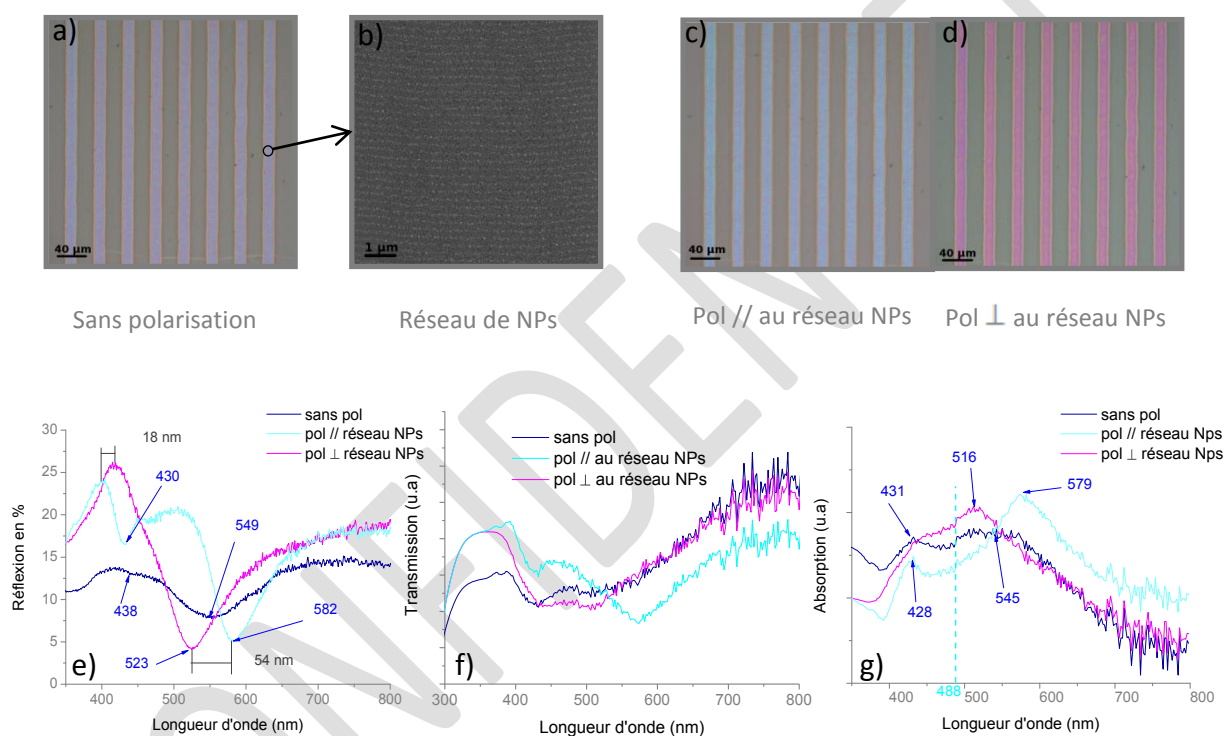 a)
b)
c)
d)
40 µm
1 µm
40 µm
40 µm
Sans polarisation
Réseau de NPs
Pol // au réseau NPs
Pol ⊥ au réseau NPs
sans pol
pol // réseau NPs
pol ⊥ réseau NPs
18 nm
430
549
438
582
523
54 nm
e)
Réflexion en %
0
5
10
15
20
25
30
400
500
600
700
800
Longueur d'onde (nm)
sans pol
pol // au réseau NPs
pol ⊥ au réseau NPs
f)
Transmission (u.a)
300
400
500
600
700
800
Longueur d'onde (nm)
sans pol
pol // réseau Nps
pol ⊥ réseau NPs
516
431
579
428
545
488
g)
Absorption (u.a)
400
500
600
700
800
Longueur d'onde (nm)
ONFIDENT